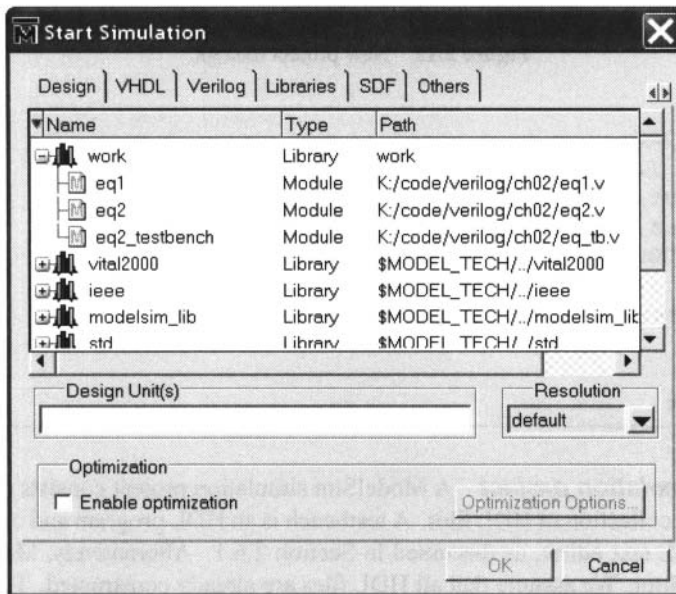 Start Simulation
Design VHDL Verilog Libraries SDF Others
Name Type Path
work Library work
eq1 Module K:/code/verilog/ch02/eq1.v
eq2 Module K:/code/verilog/ch02/eq2.v
eq2_testbench Module K:/code/verilog/ch02/eq_tb.v
vital2000 Library $MODEL_TECH/../vital2000
ieee Library $MODEL_TECH/../ieee
modelsim_lib Library $MODEL_TECH/../modelsim_lib
std Library $MODEL_TECH/../std
Design Unit(s) Resolution
default
Optimization
Enable optimization Optimization Options...
OK Cancel